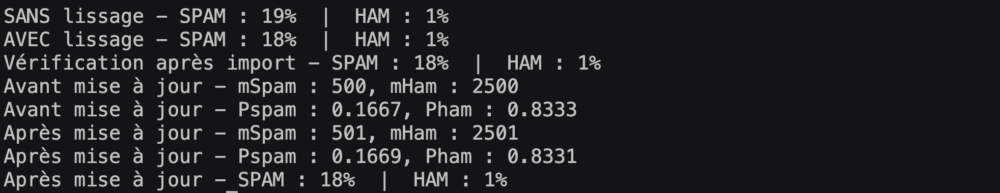 SANS lissage – SPAM : 19%  |  HAM : 1%
AVEC lissage – SPAM : 18%  |  HAM : 1%
Vérification après import – SPAM : 18%  |  HAM : 1%
Avant mise à jour – mSpam : 500, mHam : 2500
Avant mise à jour – Pspam : 0.1667, Pham : 0.8333
Après mise à jour – mSpam : 501, mHam : 2501
Après mise à jour – Pspam : 0.1669, Pham : 0.8331
Après mise à jour – SPAM : 18%  |  HAM : 1%